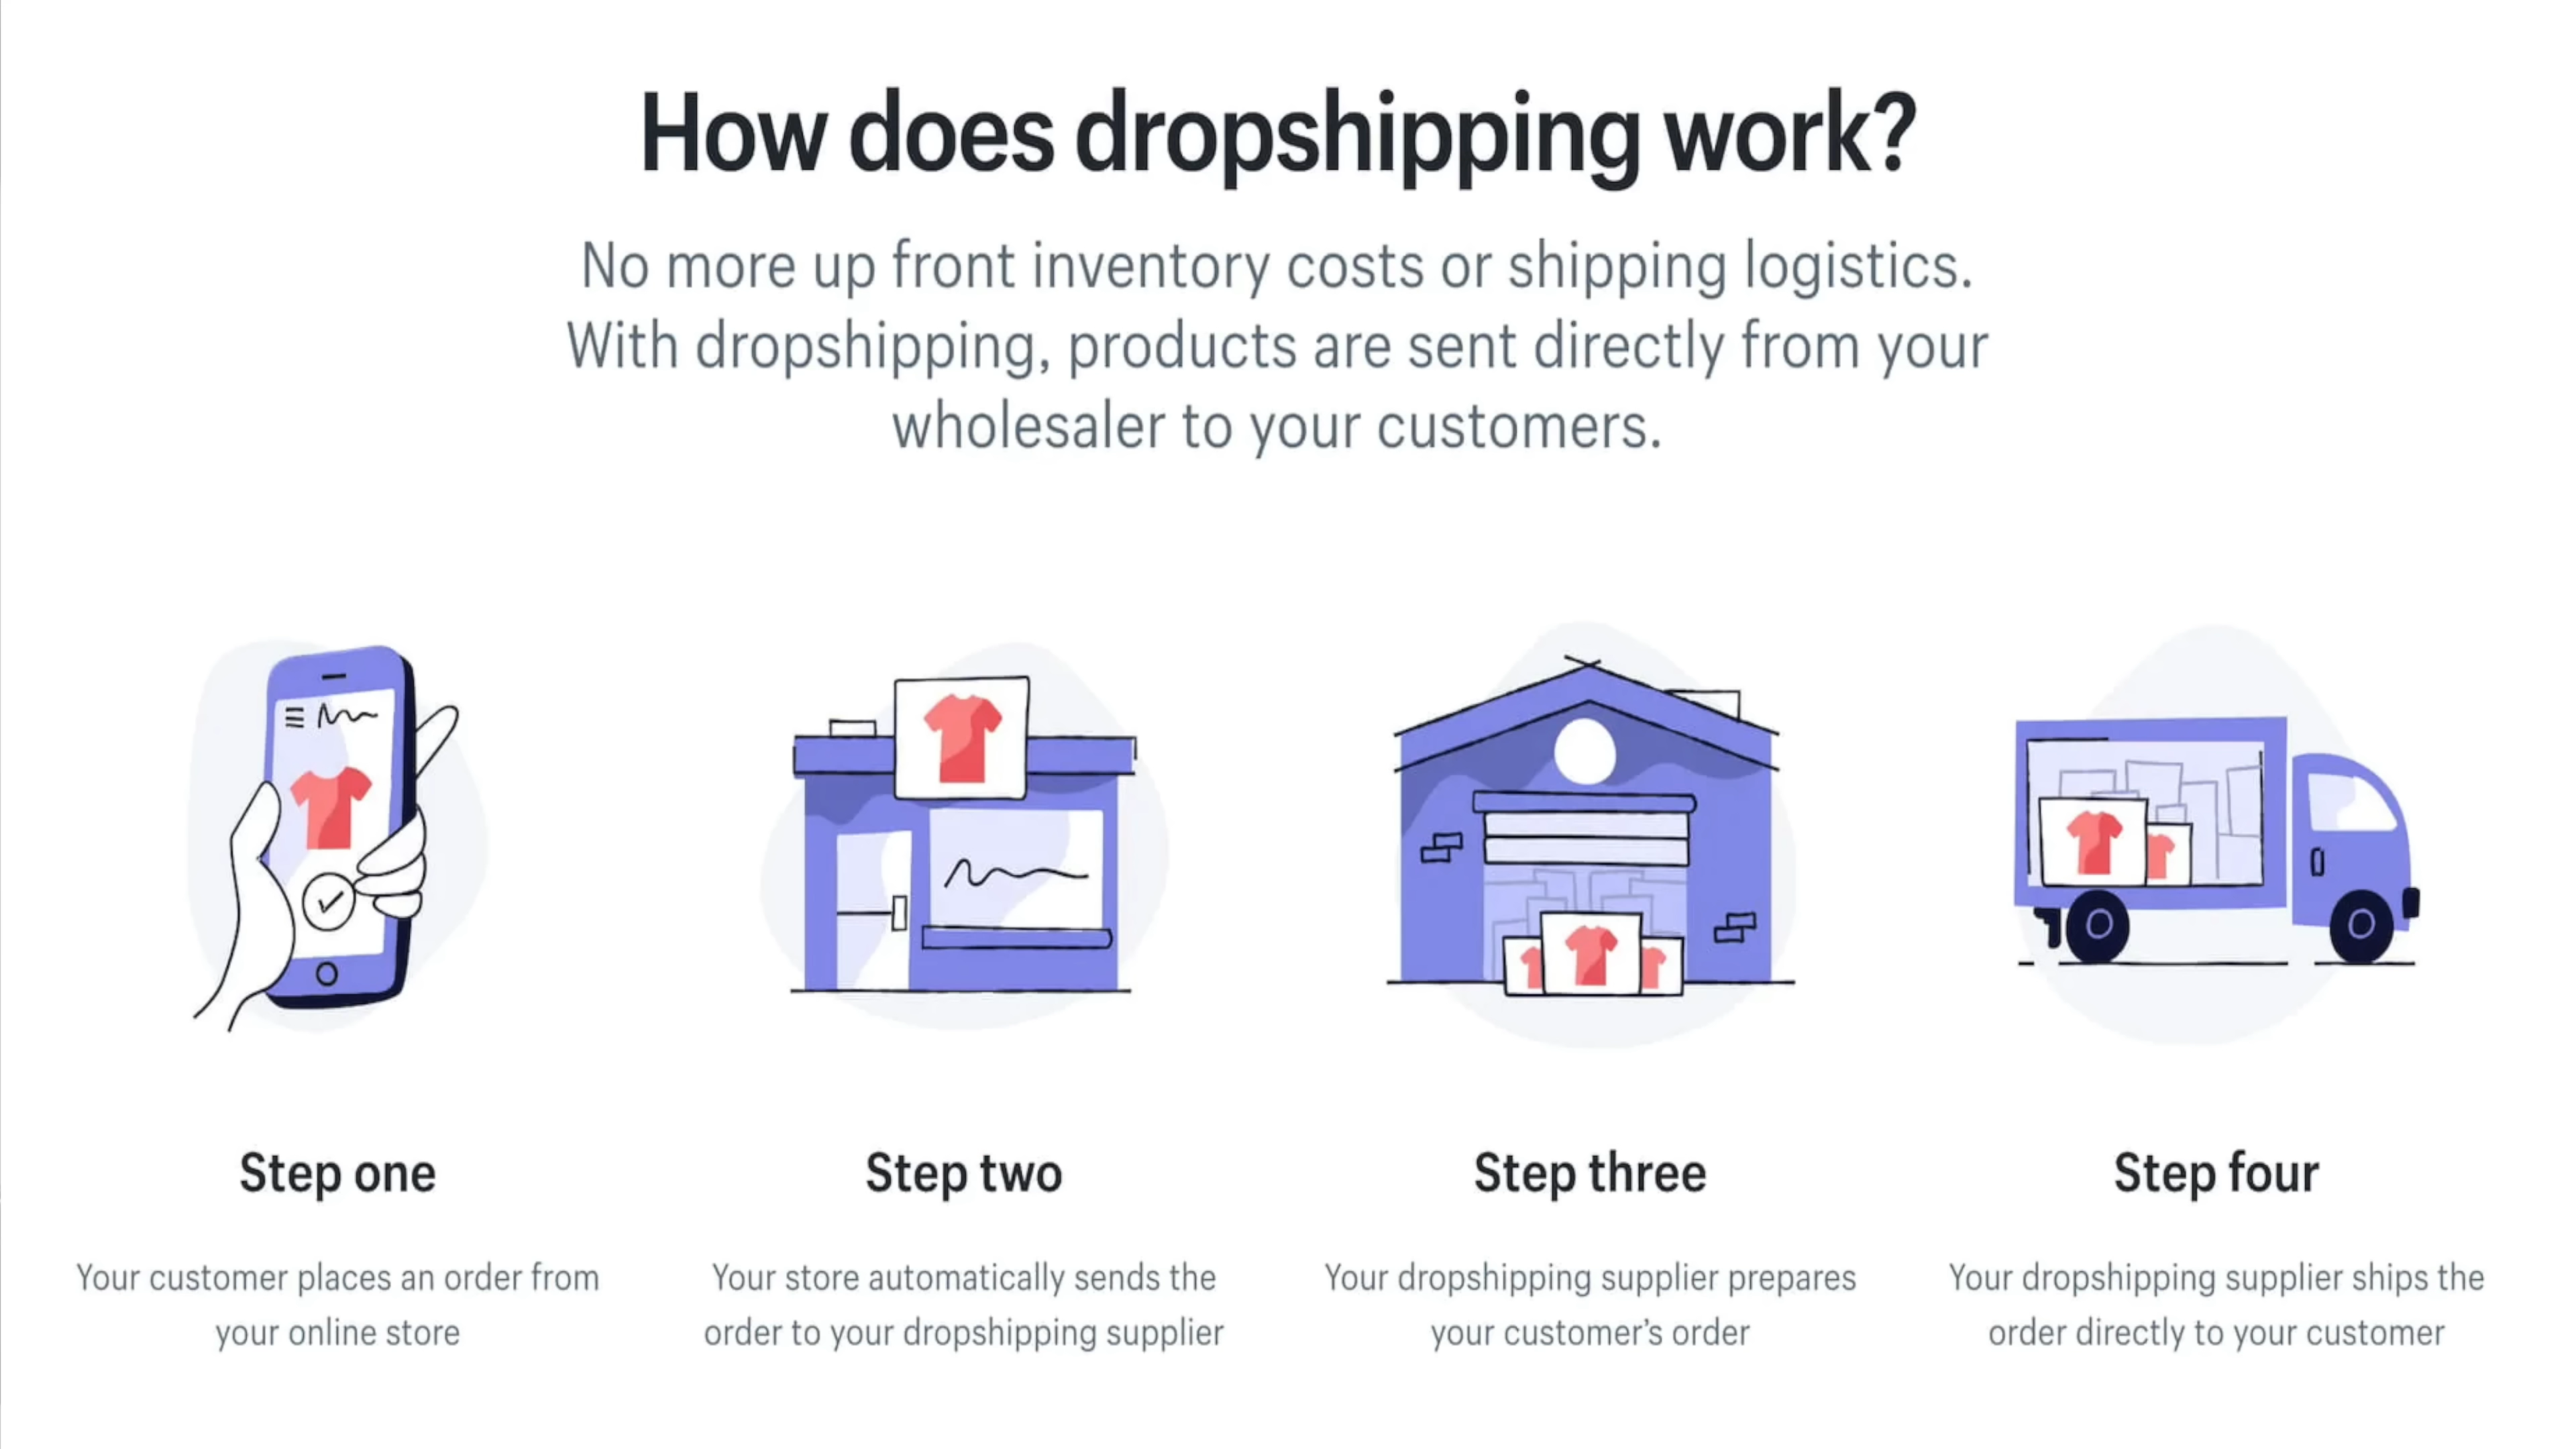 How does dropshipping work?
No more up front inventory costs or shipping logistics.
With dropshipping, products are sent directly from your
wholesaler to your customers.
Step one
Your customer places an order from
your online store
Step two
Your store automatically sends the
order to your dropshipping supplier
Step three
Your dropshipping supplier prepares
your customer’s order
Step four
Your dropshipping supplier ships the
order directly to your customer